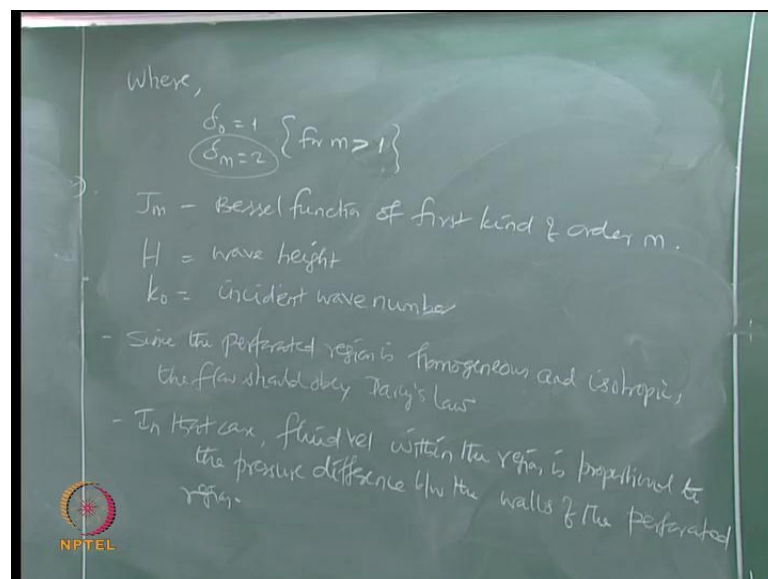 Where,
δ₀ = 1
δₘ = 2 { for m > 1 }
Jₘ - Bessel function of first kind & order m.
H = wave height
k₀ = incident wave number
- Since the perforated region is homogeneous and isotropic,
the flow should obey Darcy's law
- In that case, fluid vel within the region is proportional to
the pressure difference b/w the walls of the perforated
region.
NPTEL